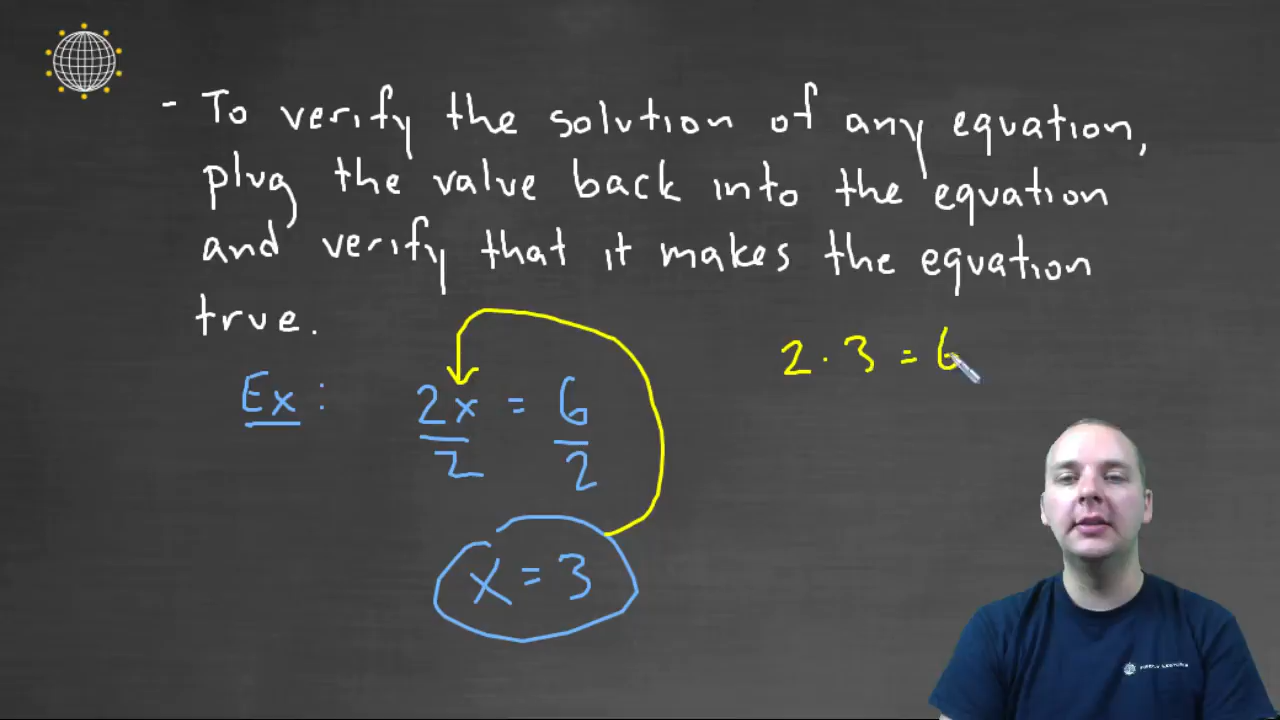 - To verify the solution of any equation,
plug the value back into the equation
and verify that it makes the equation
true.
2 · 3 = 6
Ex: 2x = 6
2 2
x = 3